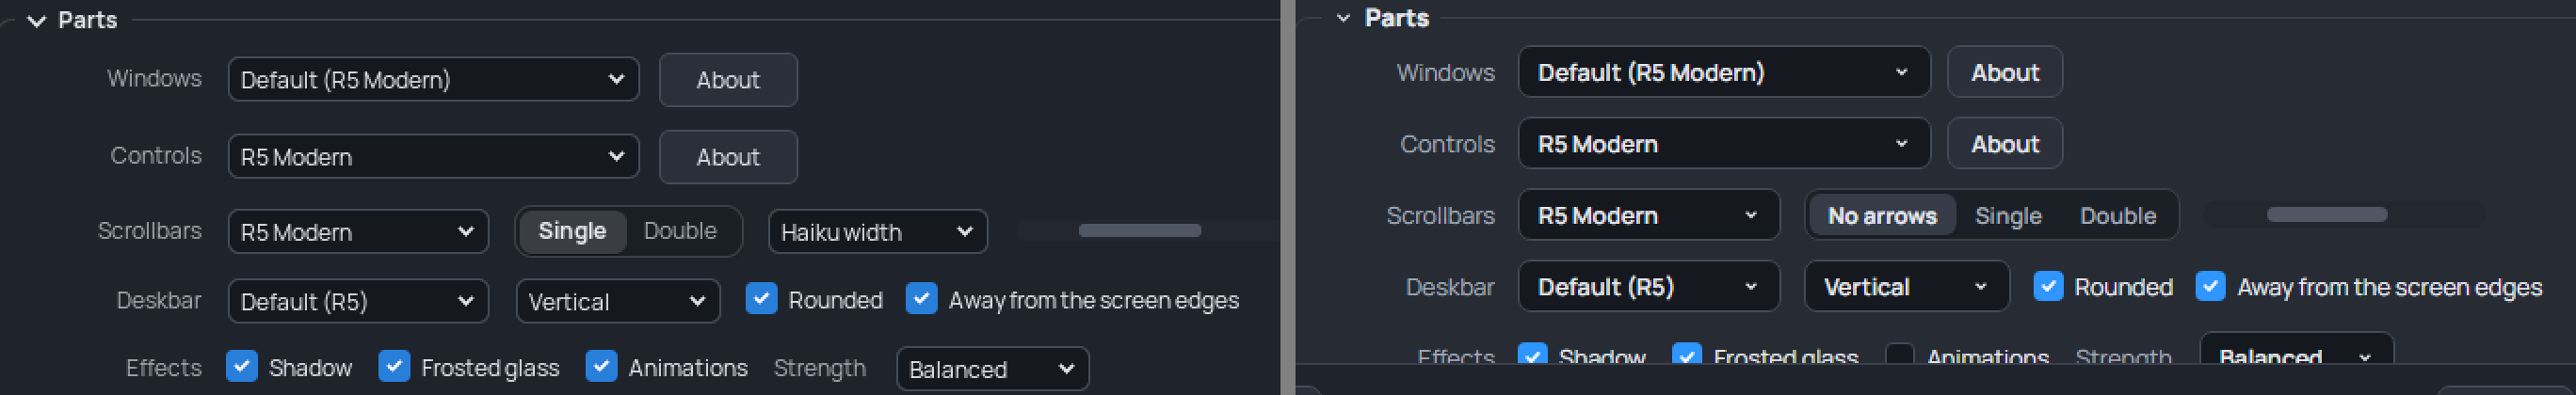 Parts
Windows Default (R5 Modern) About
Controls R5 Modern About
Scrollbars R5 Modern Single Double Haiku width
Deskbar Default (R5) Vertical Rounded Away from the screen edges
Effects Shadow Frosted glass Animations Strength Balanced
Parts
Windows Default (R5 Modern) About
Controls R5 Modern About
Scrollbars R5 Modern No arrows Single Double
Deskbar Default (R5) Vertical Rounded Away from the screen edges
Effects Shadow Frosted glass Animations Strength Balanced